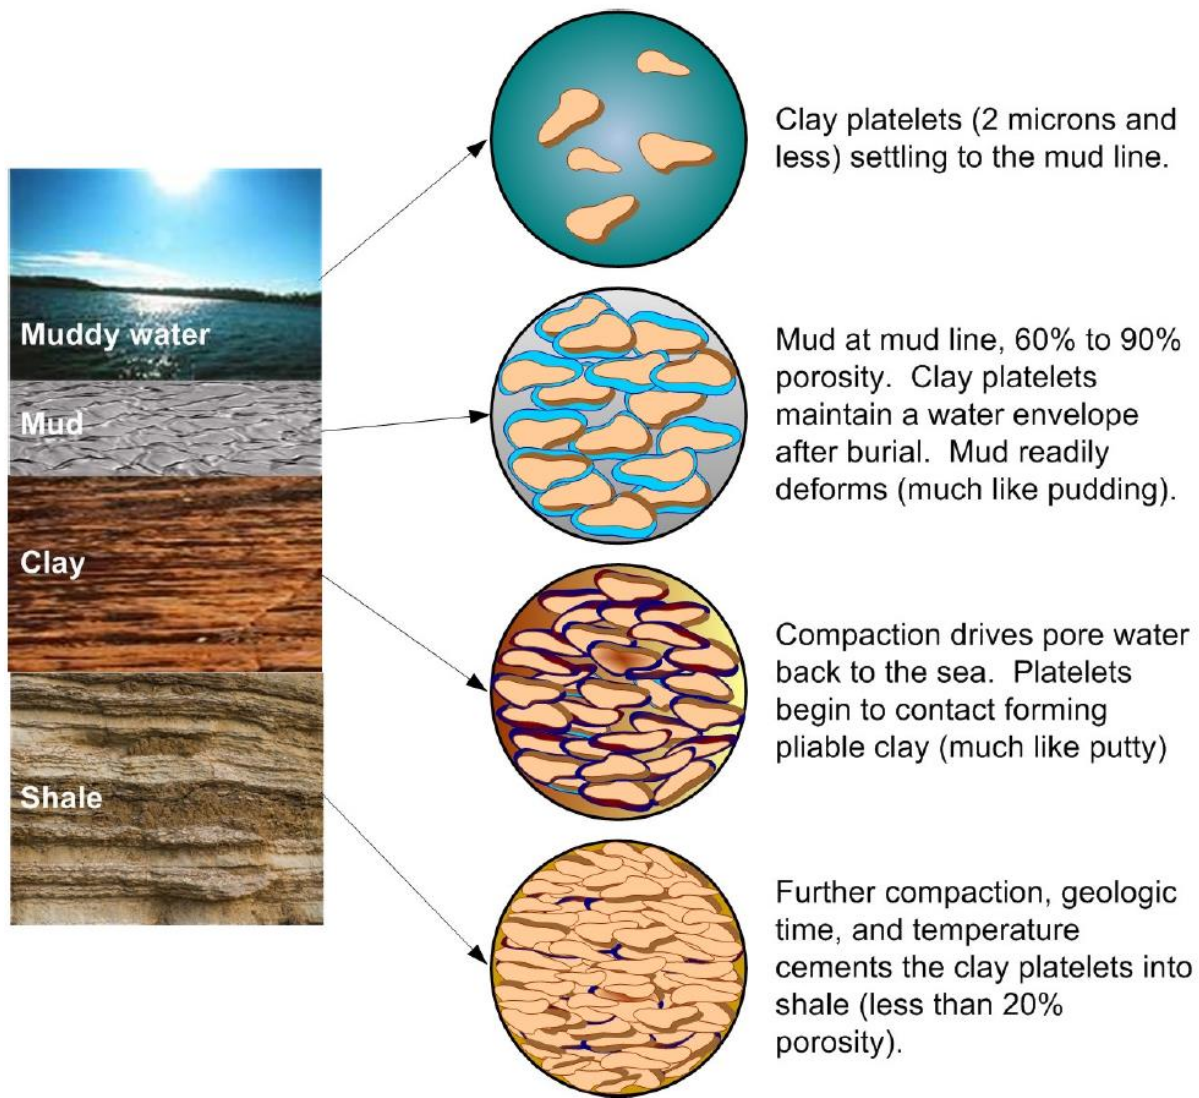 Clay platelets (2 microns and
less) settling to the mud line.
Muddy water
Mud at mud line, 60% to 90%
porosity.  Clay platelets
maintain a water envelope
after burial.  Mud readily
deforms (much like pudding).
Mud
Clay
Compaction drives pore water
back to the sea.  Platelets
begin to contact forming
pliable clay (much like putty)
Shale
Further compaction, geologic
time, and temperature
cements the clay platelets into
shale (less than 20%
porosity).